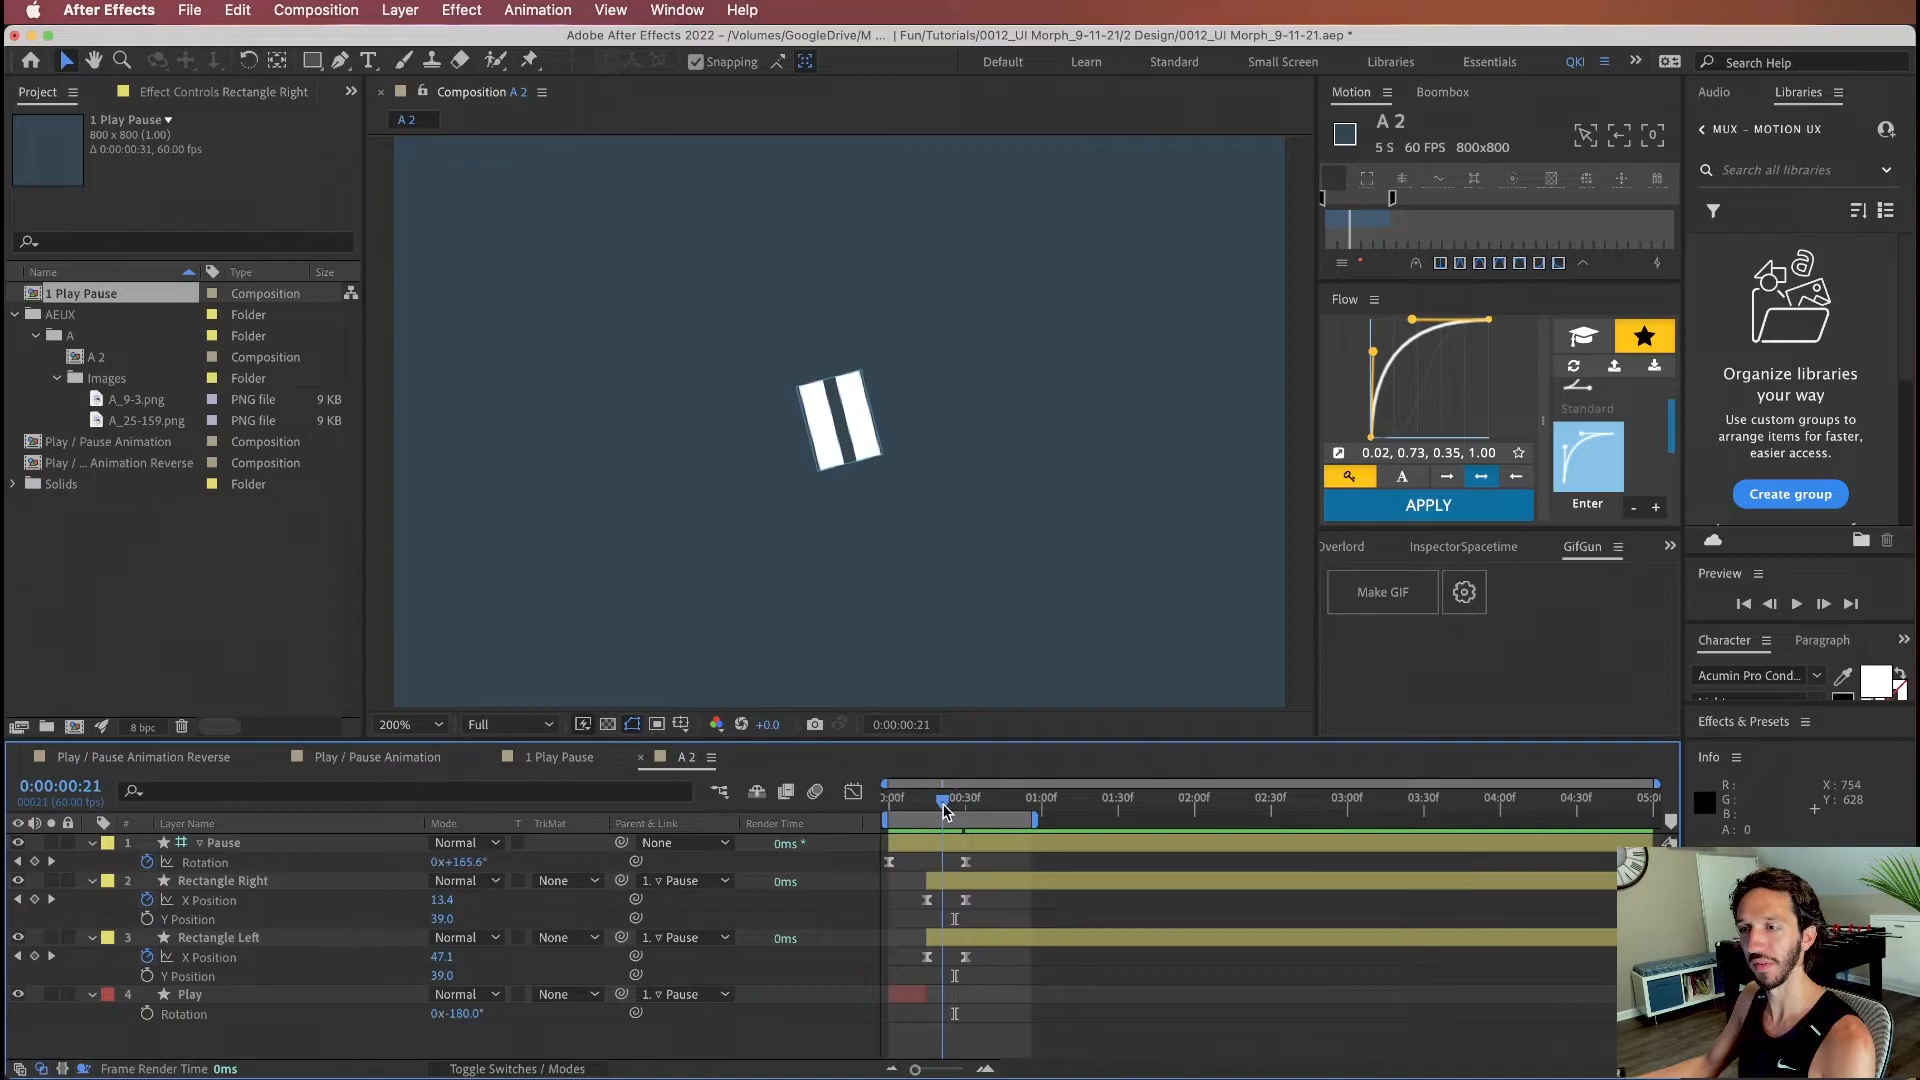 After Effects File Edit Composition Layer Effect Animation View Window Help
Adobe After Effects 2022 - /Volumes/GoogleDrive/M ... | Fun/Tutorials/0012_UI Morph_9-11-21/2 Design/0012_UI Morph_9-11-21.aep *
Snapping Default Learn Standard Small Screen Libraries Essentials QKI Search Help
Project Effect Controls Rectangle Right
1 Play Pause
800 x 800 (1.00)
Δ 0:00:00:31, 60.00 fps
Name Type Size
1 Play Pause Composition
AEUX Folder
A Folder
A 2 Composition
Images Folder
A_9-3.png PNG file 9 KB
A_25-159.png PNG file 9 KB
Play / Pause Animation Composition
Play / ... Animation Reverse Composition
Solids Folder
8 bpc
Composition A 2
A 2
200% Full +0.0 0:00:00:21
Motion Boombox
A 2
5 S 60 FPS 800x800
Flow
Standard
0.02, 0.73, 0.35, 1.00
A
APPLY
Enter
- +
Overlord InspectorSpacetime GifGun
Make GIF
Audio Libraries
MUX - MOTION UX
Search all libraries
Organize libraries
your way
Use custom groups to
arrange items for faster,
easier access.
Create group
Preview
Character Paragraph
Acumin Pro Cond...
Effects & Presets
Info
R:
G:
B:
A: 0
X: 754
Y: 628
Play / Pause Animation Reverse Play / Pause Animation 1 Play Pause A 2
0:00:00:21
00021 (60.00 fps)
:00f 00:30f 01:00f 01:30f 02:00f 02:30f 03:00f 03:30f 04:00f 04:30f 05:0
# Layer Name Mode T TrkMat Parent & Link Render Time
1 Pause Normal None 0ms *
Rotation 0x+165.6°
2 Rectangle Right Normal None 1. Pause 0ms
X Position 13.4
Y Position 39.0
3 Rectangle Left Normal None 1. Pause 0ms
X Position 47.1
Y Position 39.0
4 Play Normal None 1. Pause
Rotation 0x-180.0°
Frame Render Time 0ms Toggle Switches / Modes